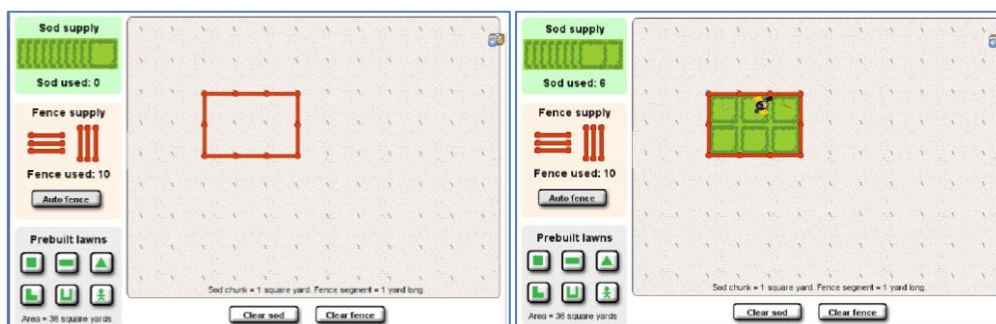 Sod supply
Sod used: 0
Fence supply
Fence used: 10
Auto fence
Prebuilt lawns
Area = 36 square yards
Sod chunk = 1 square yard. Fence segment = 1 yard long.
Clear sod
Clear fence
Sod supply
Sod used: 6
Fence supply
Fence used: 10
Auto fence
Prebuilt lawns
Area = 36 square yards
Sod chunk = 1 square yard. Fence segment = 1 yard long.
Clear sod
Clear fence